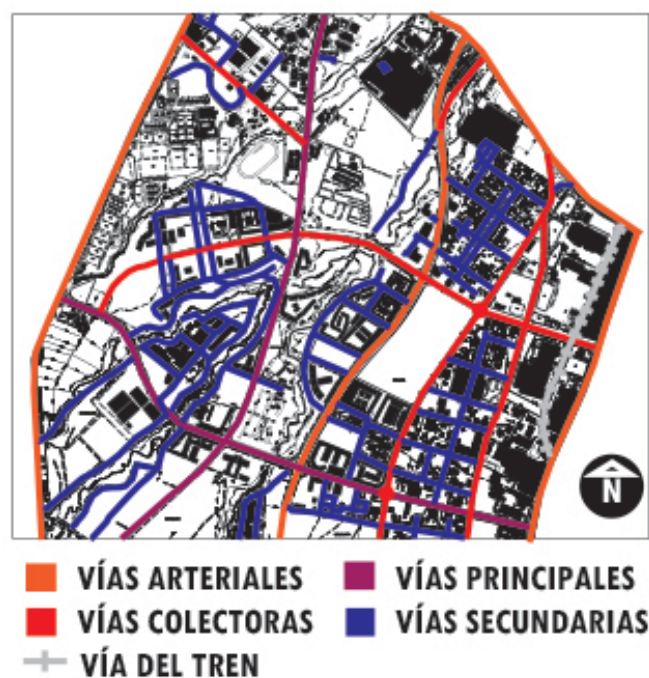 N
VÍAS ARTERIALES VÍAS PRINCIPALES
VÍAS COLECTORAS VÍAS SECUNDARIAS
VÍA DEL TREN